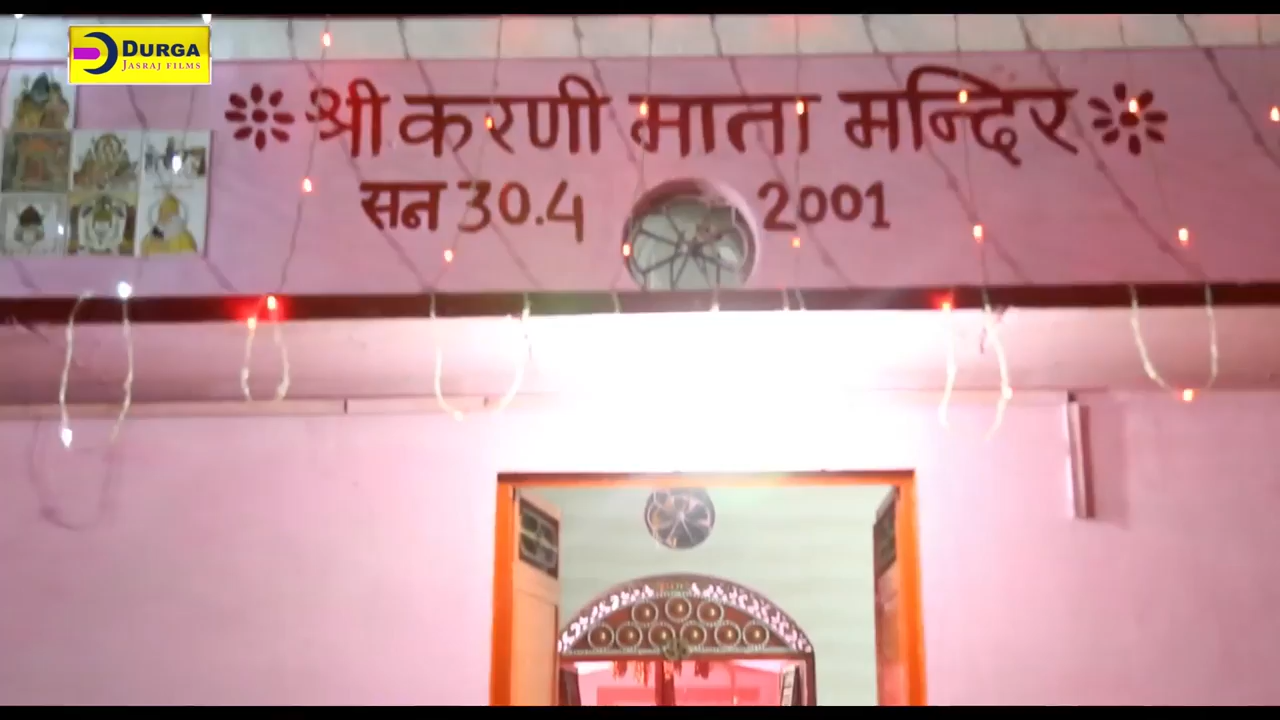 DURGA
JASRAJ FILMS
श्री करणी माता मन्दिर
सन 30.4 2001